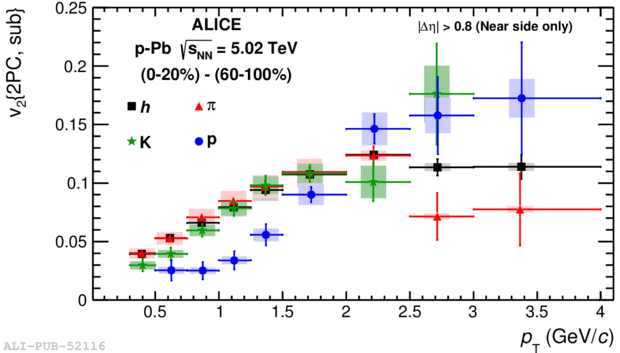 0.25
ALICE
|Δη| > 0.8 (Near side only)
p-Pb √sNN = 5.02 TeV
(0-20%) - (60-100%)
h
π
K
p
v2{2PC, sub}
0.2
0.15
0.1
0.05
0
0.5
1
1.5
2
2.5
3
3.5
4
pT (GeV/c)
ALI-PUB-52116